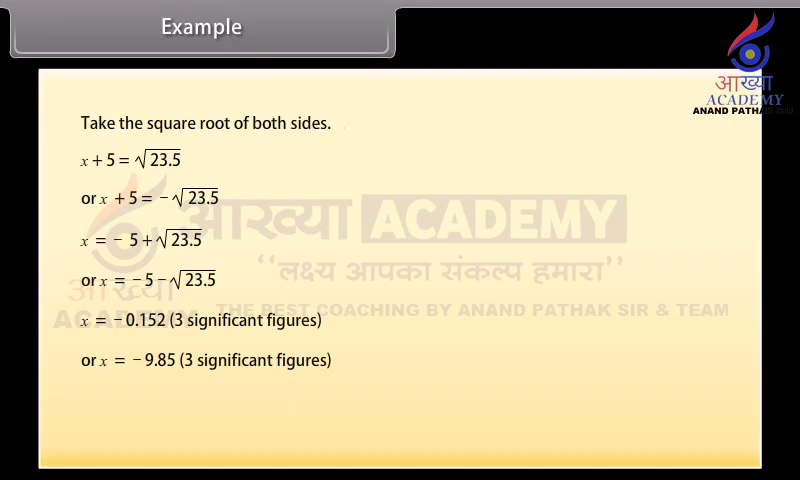 Example
आख्या
ACADEMY
ANAND PATHAK
Take the square root of both sides.
x + 5 = √23.5
or x + 5 = − √23.5
x = − 5 + √23.5
or x = − 5 − √23.5
x = − 0.152 (3 significant figures)
or x = − 9.85 (3 significant figures)
आख्या ACADEMY
‘‘लक्ष्य आपका संकल्प हमारा’’
आख्या
ACADEMY
THE BEST COACHING BY ANAND PATHAK SIR & TEAM